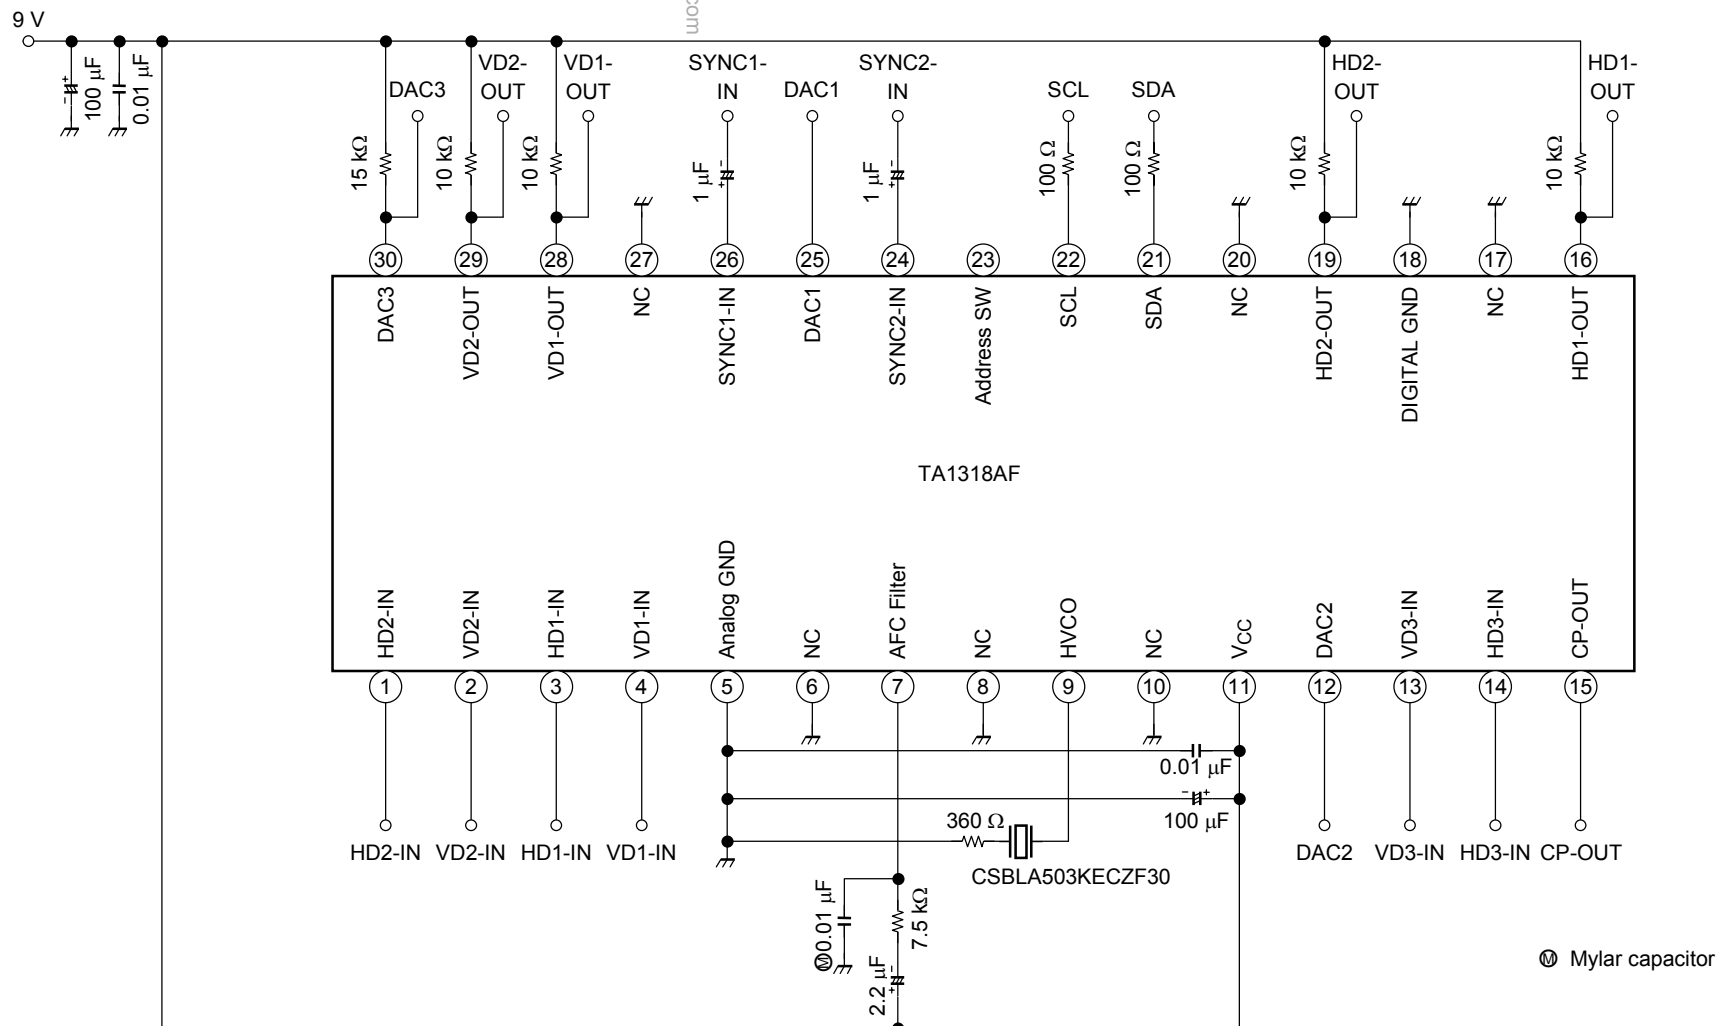 com
9 V
100 μF
0.01 μF
DAC3
VD2-
OUT
VD1-
OUT
SYNC1-
IN
DAC1
SYNC2-
IN
SCL
SDA
HD2-
OUT
HD1-
OUT
15 kΩ
10 kΩ
10 kΩ
1 μF
1 μF
100 Ω
100 Ω
10 kΩ
10 kΩ
30
29
28
27
26
25
24
23
22
21
20
19
18
17
16
DAC3
VD2-OUT
VD1-OUT
NC
SYNC1-IN
DAC1
SYNC2-IN
Address SW
SCL
SDA
NC
HD2-OUT
DIGITAL GND
NC
HD1-OUT
TA1318AF
HD2-IN
VD2-IN
HD1-IN
VD1-IN
Analog GND
NC
AFC Filter
NC
HVCO
NC
VCC
DAC2
VD3-IN
HD3-IN
CP-OUT
1
2
3
4
5
6
7
8
9
10
11
12
13
14
15
0.01 μF
100 μF
360 Ω
CSBLA503KECZF30
HD2-IN
VD2-IN
HD1-IN
VD1-IN
DAC2
VD3-IN
HD3-IN
CP-OUT
Ⓜ0.01 μF
7.5 kΩ
2.2 μF
Ⓜ Mylar capacitor